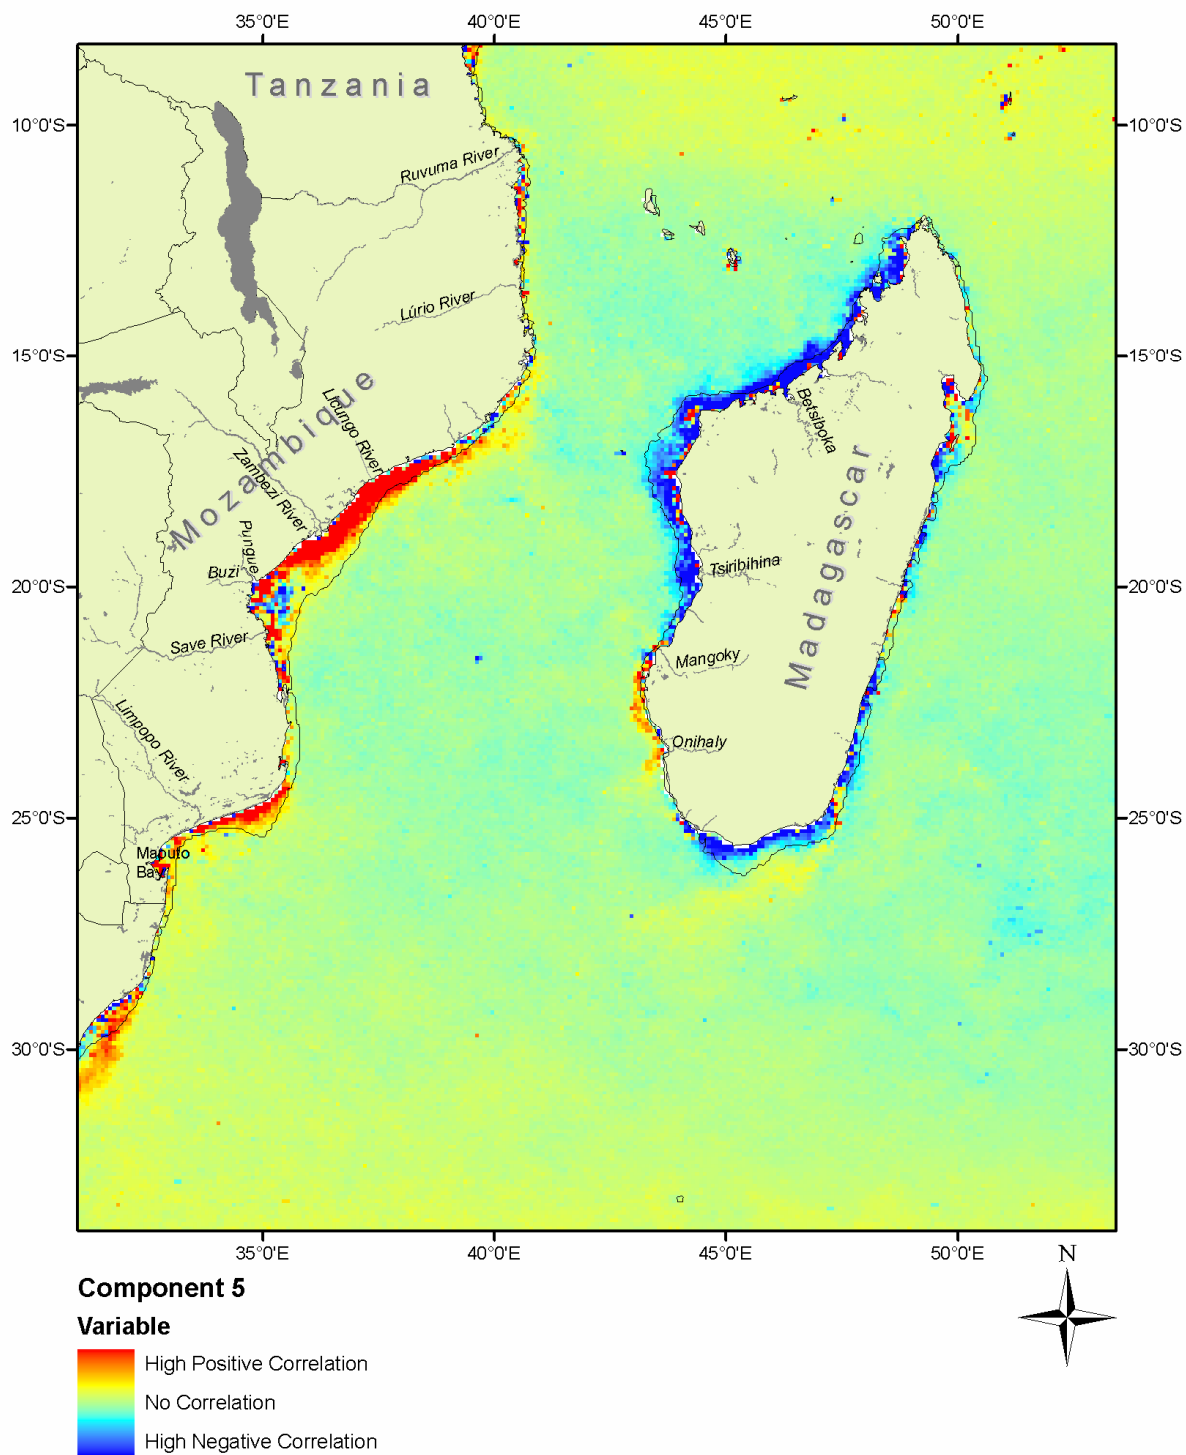 35°0'E 40°0'E 45°0'E 50°0'E
Tanzania
10°0'S 10°0'S
Ruvuma River
Lúrio River
15°0'S 15°0'S
Mozambique
Licungo River
Betsiboka
Zambezi River
Madagascar
Pungue
Buzi
Tsiribihina
20°0'S 20°0'S
Save River
Mangoky
Limpopo River
Onihaly
25°0'S 25°0'S
Maputo
Bay
30°0'S 30°0'S
35°0'E 40°0'E 45°0'E 50°0'E
N
Component 5
Variable
High Positive Correlation
No Correlation
High Negative Correlation